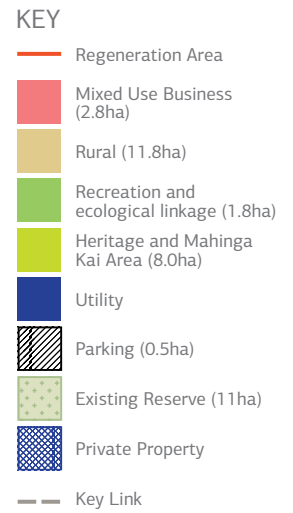 KEY
Regeneration Area
Mixed Use Business
(2.8ha)
Rural (11.8ha)
Recreation and
ecological linkage (1.8ha)
Heritage and Mahinga
Kai Area (8.0ha)
Utility
Parking (0.5ha)
Existing Reserve (11ha)
Private Property
Key Link